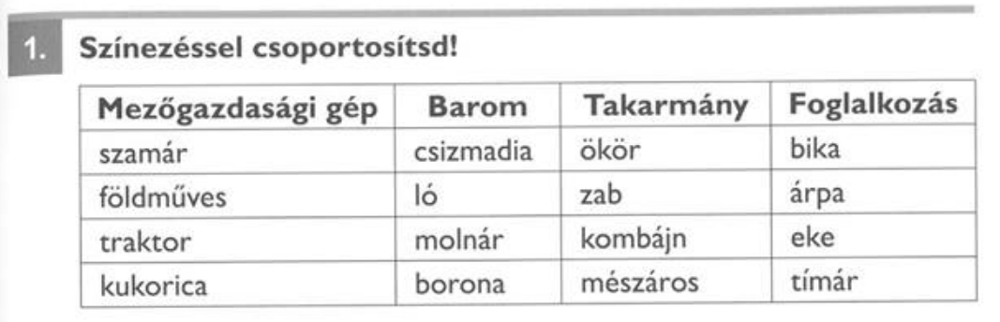 1. Színezéssel csoportosítsd!
Mezőgazdasági gép Barom Takarmány Foglalkozás
szamár csizmadia ökör bika
földműves ló zab árpa
traktor molnár kombájn eke
kukorica borona mészáros tímár